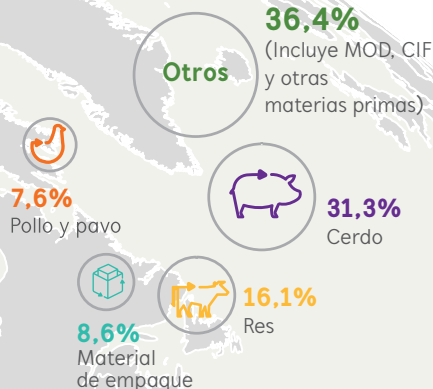 36,4%
(Incluye MOD, CIF
y otras
materias primas)
Otros
7,6%
Pollo y pavo
31,3%
Cerdo
16,1%
Res
8,6%
Material
de empaque